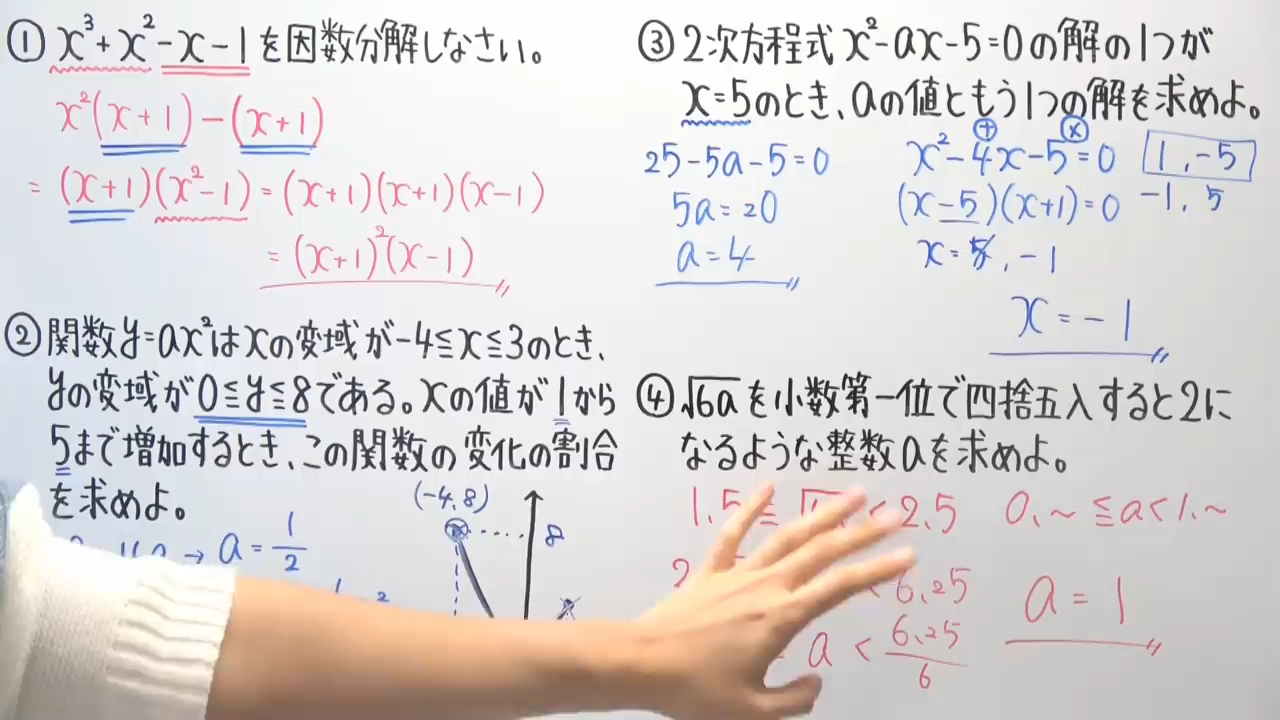 ① x³+x²-x-1を因数分解しなさい。
x²(x+1)-(x+1)
=(x+1)(x²-1)=(x+1)(x+1)(x-1)
=(x+1)²(x-1)
② 関数y=ax²はxの変域が-4≦x≦3のとき、
yの変域が0≦y≦8である。xの値が1から
5まで増加するとき、この関数の変化の割合
を求めよ。
→ a=1/2
(-4,8)
8
③ 2次方程式x²-ax-5=0の解の1つが
x=5のとき、aの値ともう1つの解を求めよ。
25-5a-5=0
5a=20
a=4
+ ×
x²-4x-5=0
1,-5
(x-5)(x+1)=0
-1,5
x=5,-1
x=-1
④ √6aを小数第一位で四捨五入すると2に
なるような整数aを求めよ。
1.5≦ <2.5 0.~≦a<1.~
<6.25
a<6.25/6
a=1